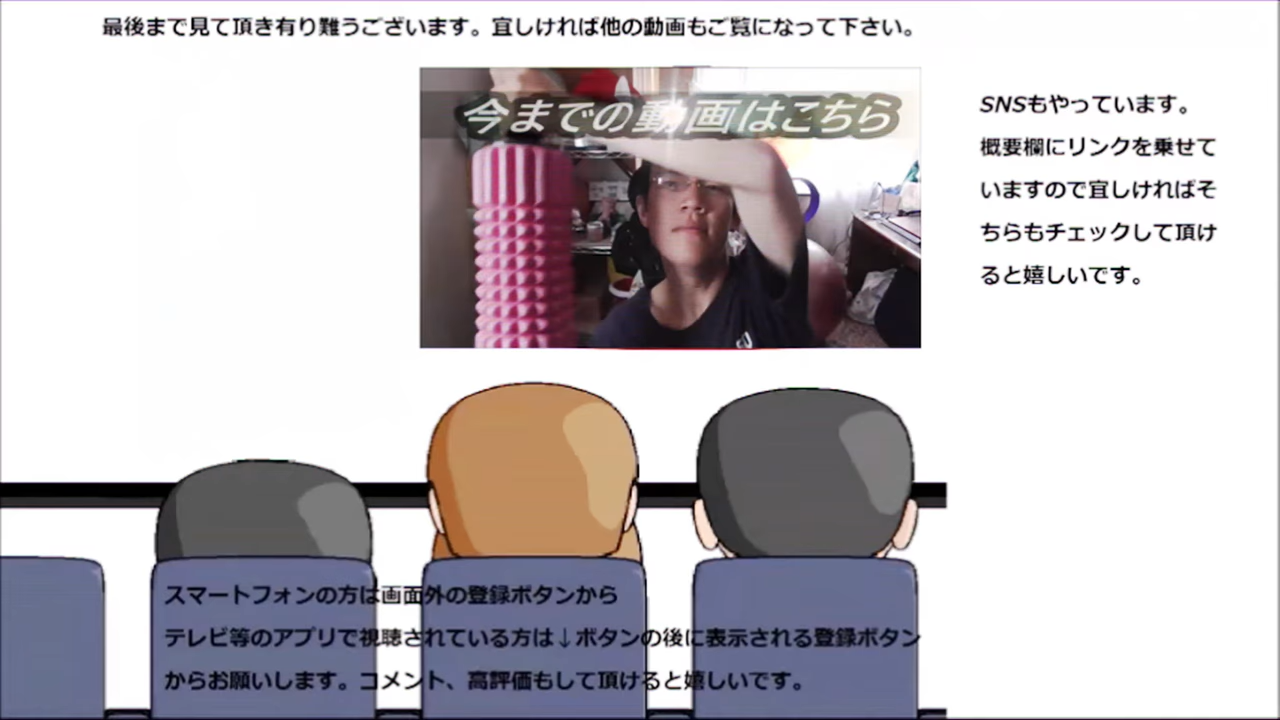 最後まで見て頂き有り難うございます。宜しければ他の動画もご覧になって下さい。
今までの動画はこちら
SNSもやっています。
概要欄にリンクを乗せて
いますので宜しければそ
ちらもチェックして頂け
ると嬉しいです。
スマートフォンの方は画面外の登録ボタンから
テレビ等のアプリで視聴されている方は↓ボタンの後に表示される登録ボタン
からお願いします。コメント、高評価もして頂けると嬉しいです。